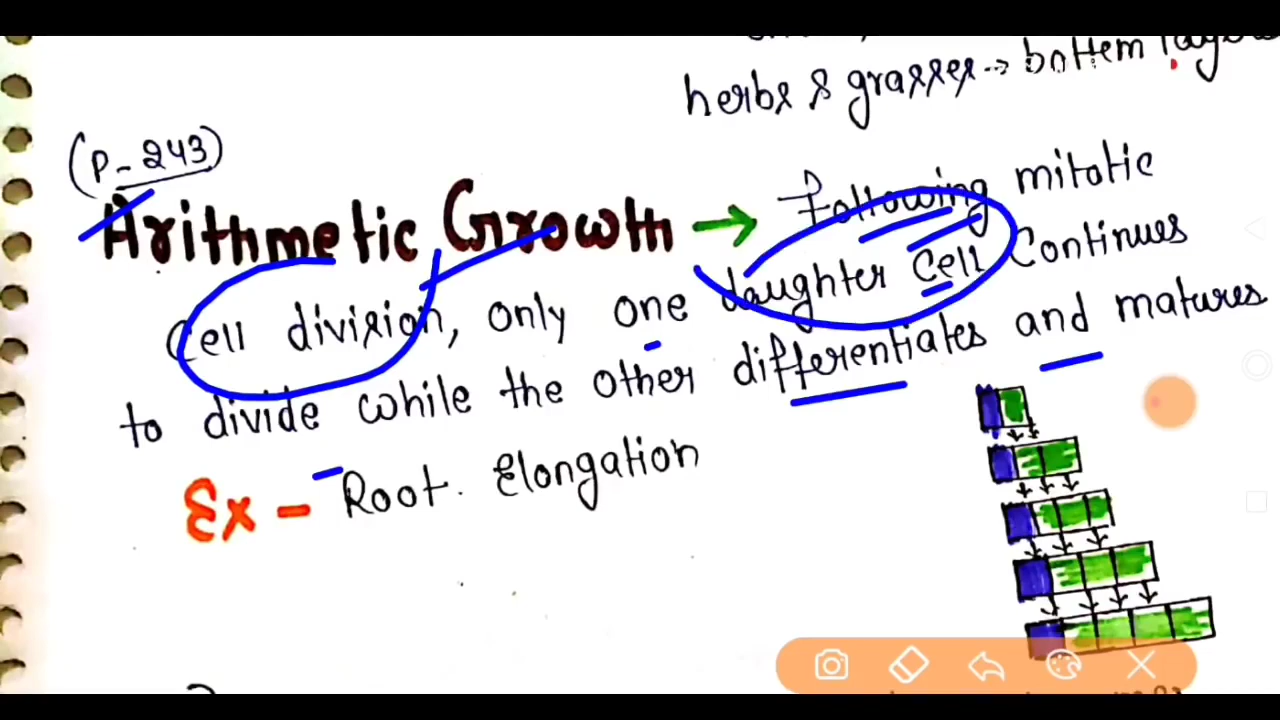 herbs & grasses → bottem layer
(P-243)
Arithmetic Growth → Following mitotic
Cell division, only one daughter cell Continues
to divide while the other differentiates and matures
Ex - Root. Elongation